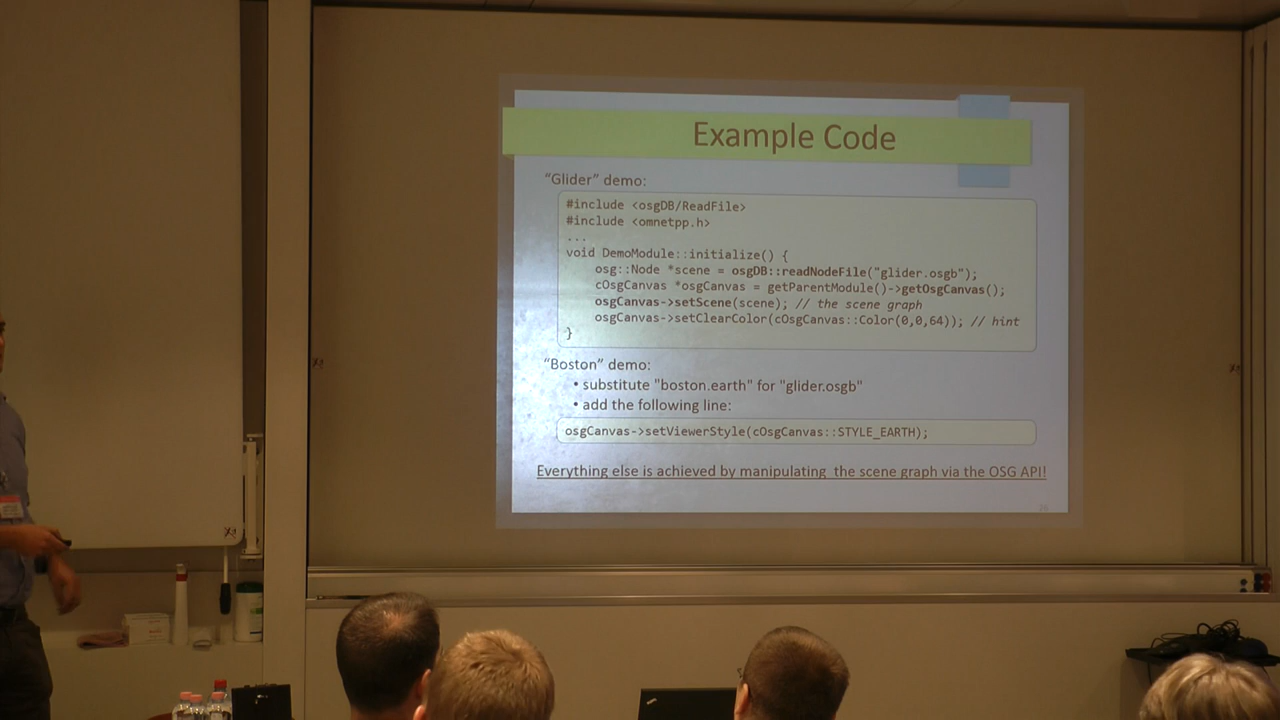 Example Code
“Glider” demo:
#include <osgDB/ReadFile>
#include <omnetpp.h>
...
void DemoModule::initialize() {
osg::Node *scene = osgDB::readNodeFile("glider.osgb");
cOsgCanvas *osgCanvas = getParentModule()->getOsgCanvas();
osgCanvas->setScene(scene); // the scene graph
osgCanvas->setClearColor(cOsgCanvas::Color(0,0,64)); // hint
}
“Boston” demo:
• substitute "boston.earth" for "glider.osgb"
• add the following line:
osgCanvas->setViewerStyle(cOsgCanvas::STYLE_EARTH);
Everything else is achieved by manipulating the scene graph via the OSG API!